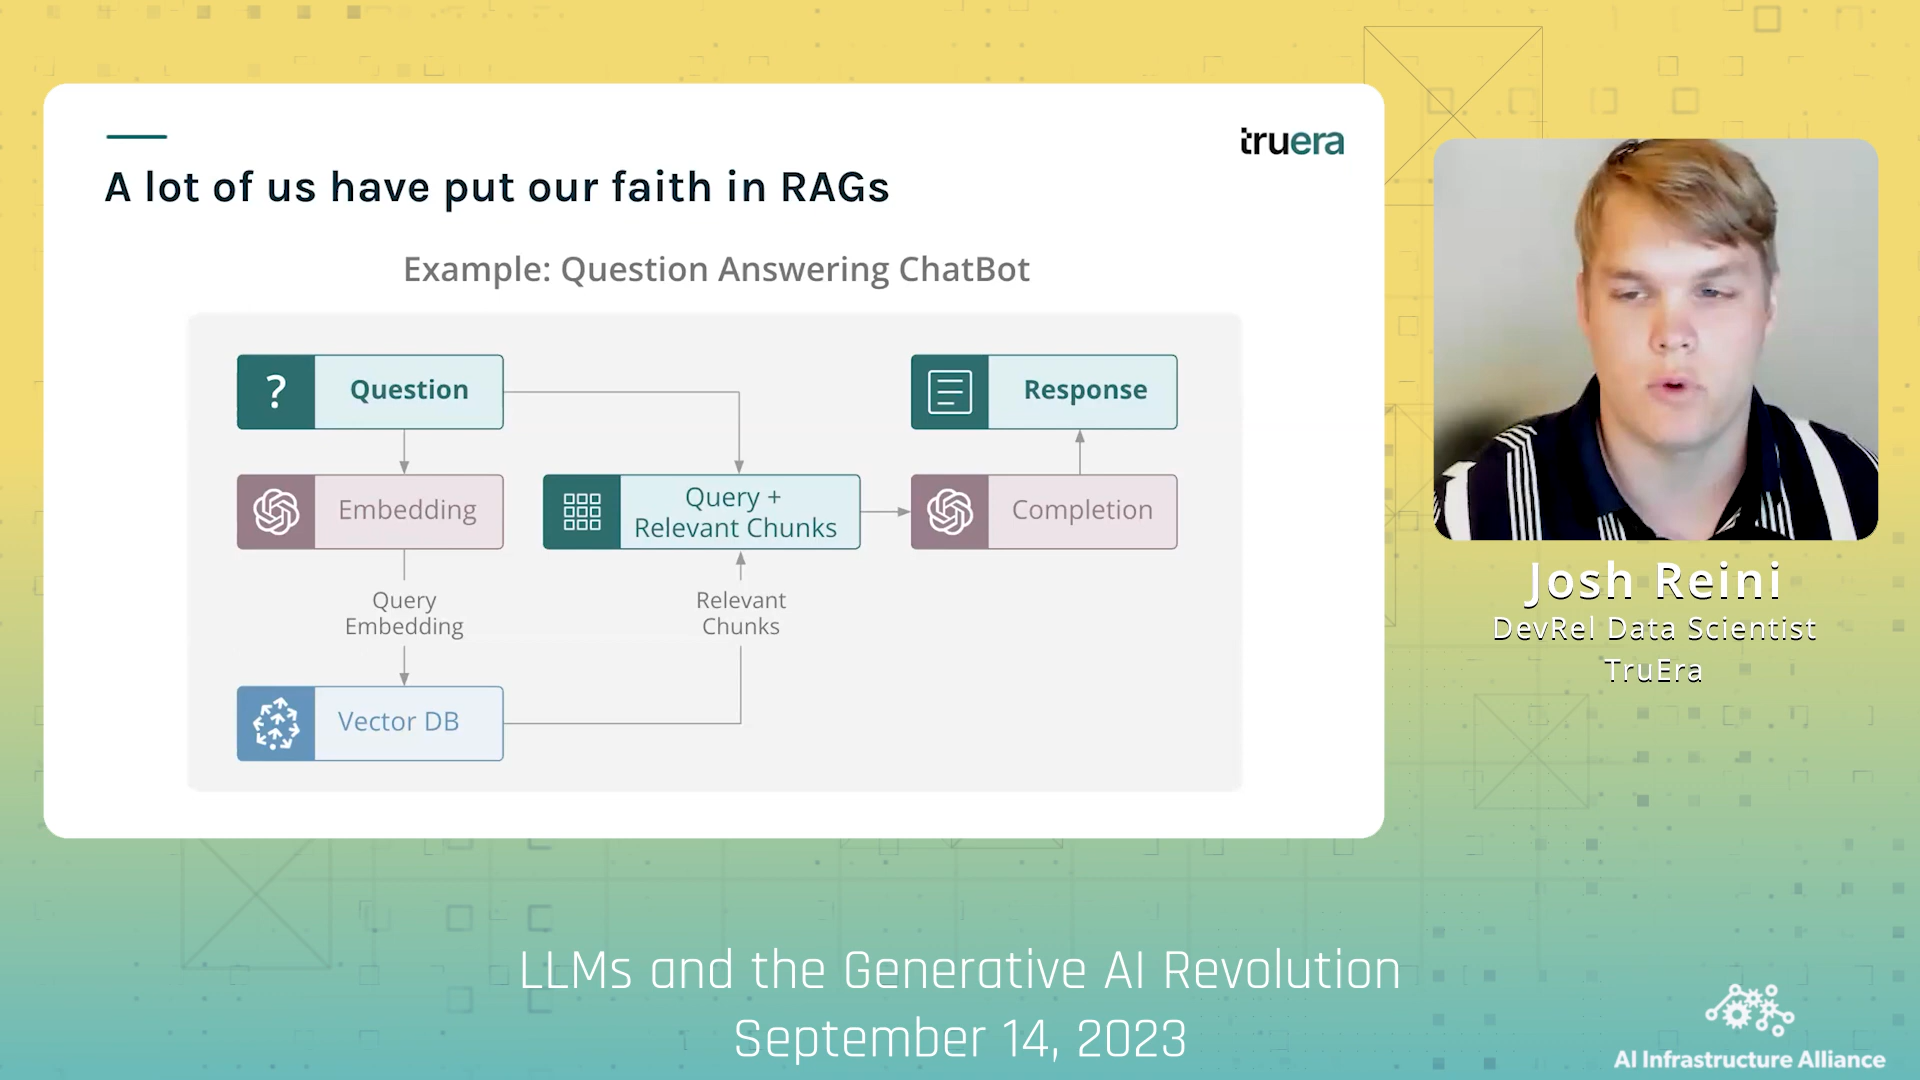 truera
A lot of us have put our faith in RAGs
Example: Question Answering ChatBot
? Question
Response
Embedding
Query +
Relevant Chunks
Completion
Query
Embedding
Relevant
Chunks
Vector DB
Josh Reini
DevRel Data Scientist
TruEra
LLMs and the Generative AI Revolution
September 14, 2023
AI Infrastructure Alliance